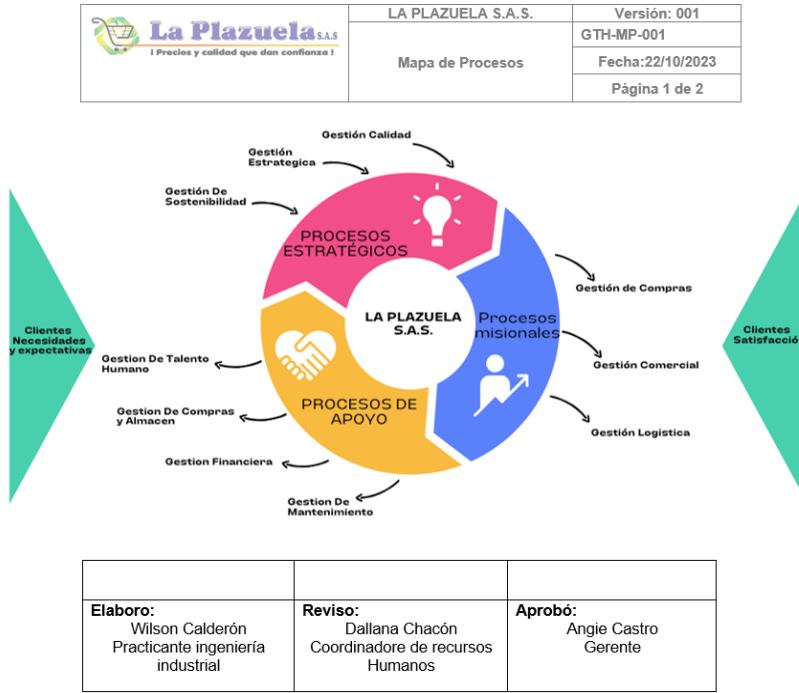 La Plazuela S.A.S
¡ Precios y calidad que dan confianza !
LA PLAZUELA S.A.S.
Mapa de Procesos
Versión: 001
GTH-MP-001
Fecha:22/10/2023
Página 1 de 2
Gestión Calidad
Gestión
Estrategica
Gestión De
Sostenibilidad
PROCESOS
ESTRATÉGICOS
Gestión de Compras
LA PLAZUELA
S.A.S.
Procesos
misionales
Clientes
Necesidades
y expectativas
Clientes
Satisfacció
Gestion De Talento
Humano
Gestión Comercial
PROCESOS DE
APOYO
Gestion De Compras
y Almacen
Gestión Logistica
Gestion Financiera
Gestion De
Mantenimiento
Elaboro:
Wilson Calderón
Practicante ingeniería
industrial
Reviso:
Dallana Chacón
Coordinadore de recursos
Humanos
Aprobó:
Angie Castro
Gerente